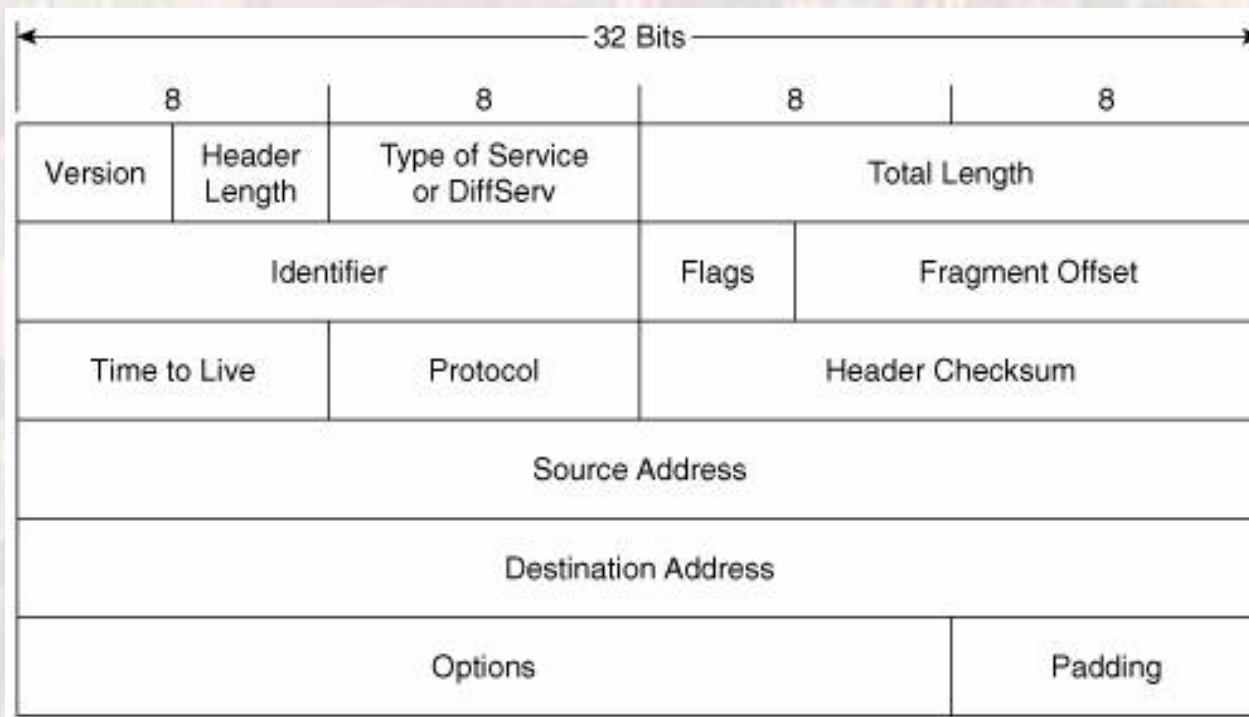 32 Bits
8 8 8 8
Version Header Length Type of Service or DiffServ Total Length
Identifier Flags Fragment Offset
Time to Live Protocol Header Checksum
Source Address
Destination Address
Options Padding